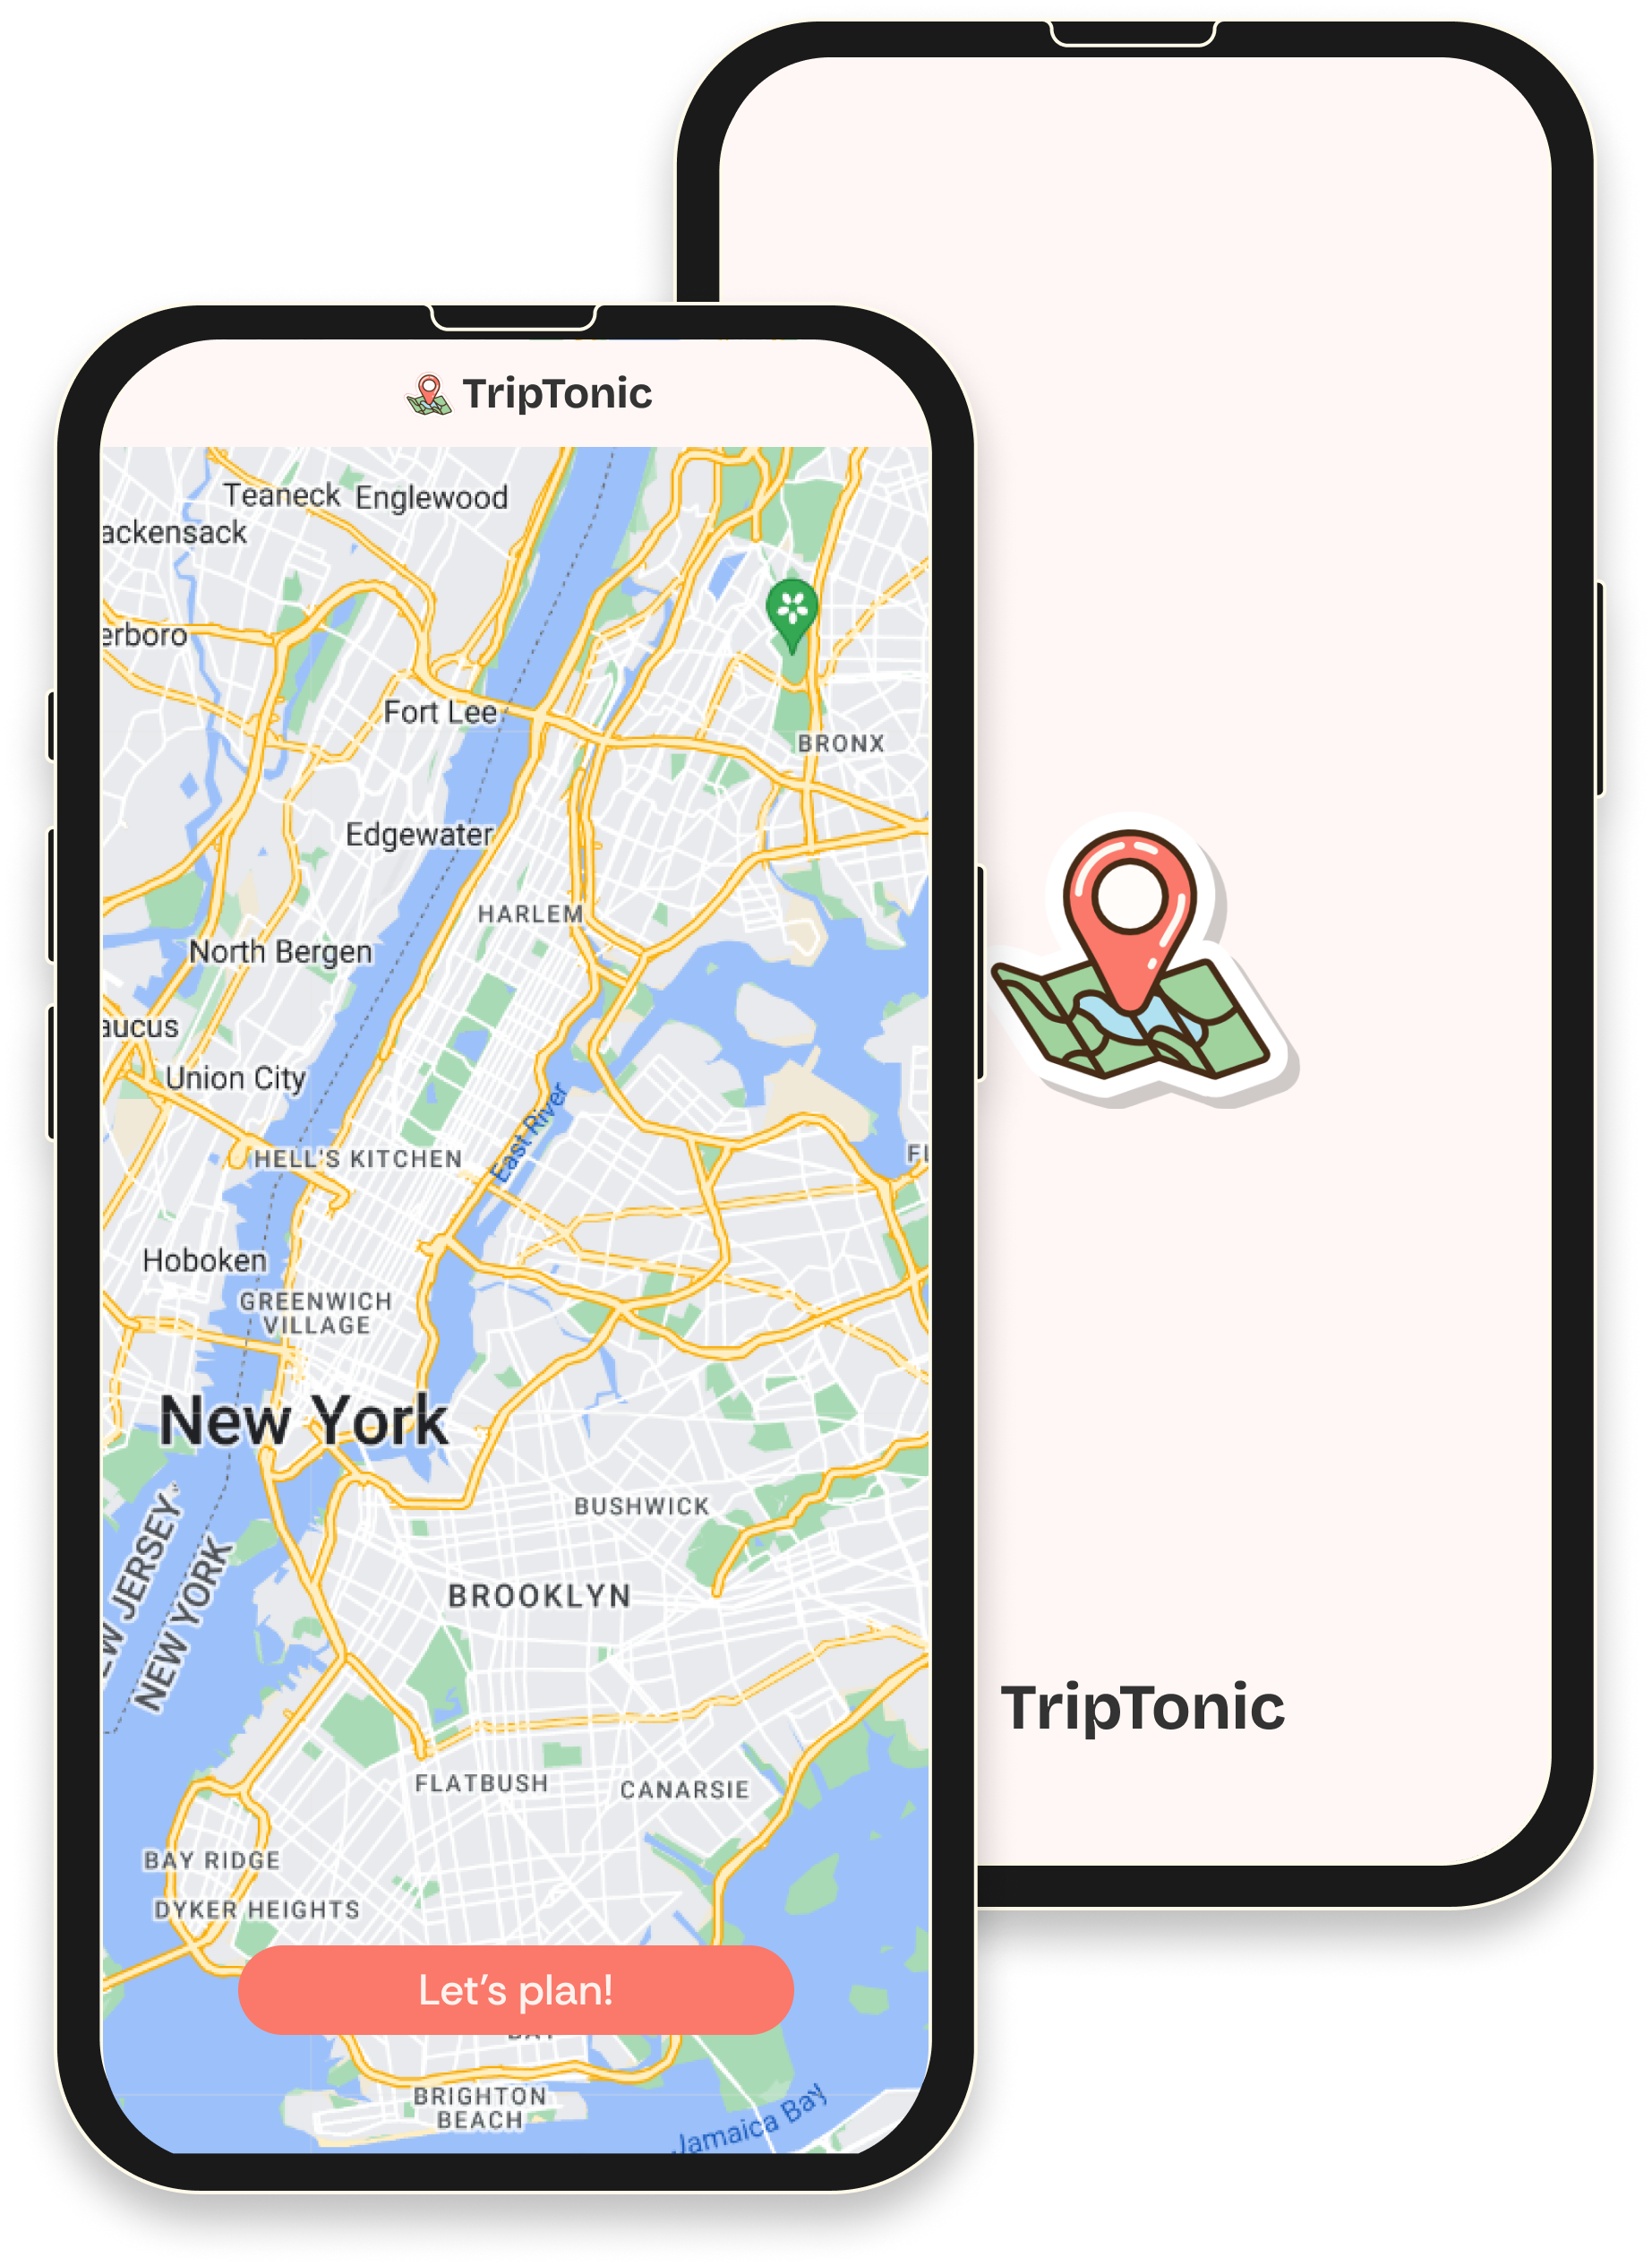 TripTonic
Teaneck
Englewood
ackensack
erboro
Fort Lee
BRONX
Edgewater
HARLEM
North Bergen
aucus
Union City
East River
HELL'S KITCHEN
FL
Hoboken
GREENWICH
VILLAGE
New York
BUSHWICK
EW JERSEY
NEW YORK
BROOKLYN
FLATBUSH
CANARSIE
BAY RIDGE
DYKER HEIGHTS
Let's plan!
BRIGHTON
BEACH
Jamaica Bay
TripTonic